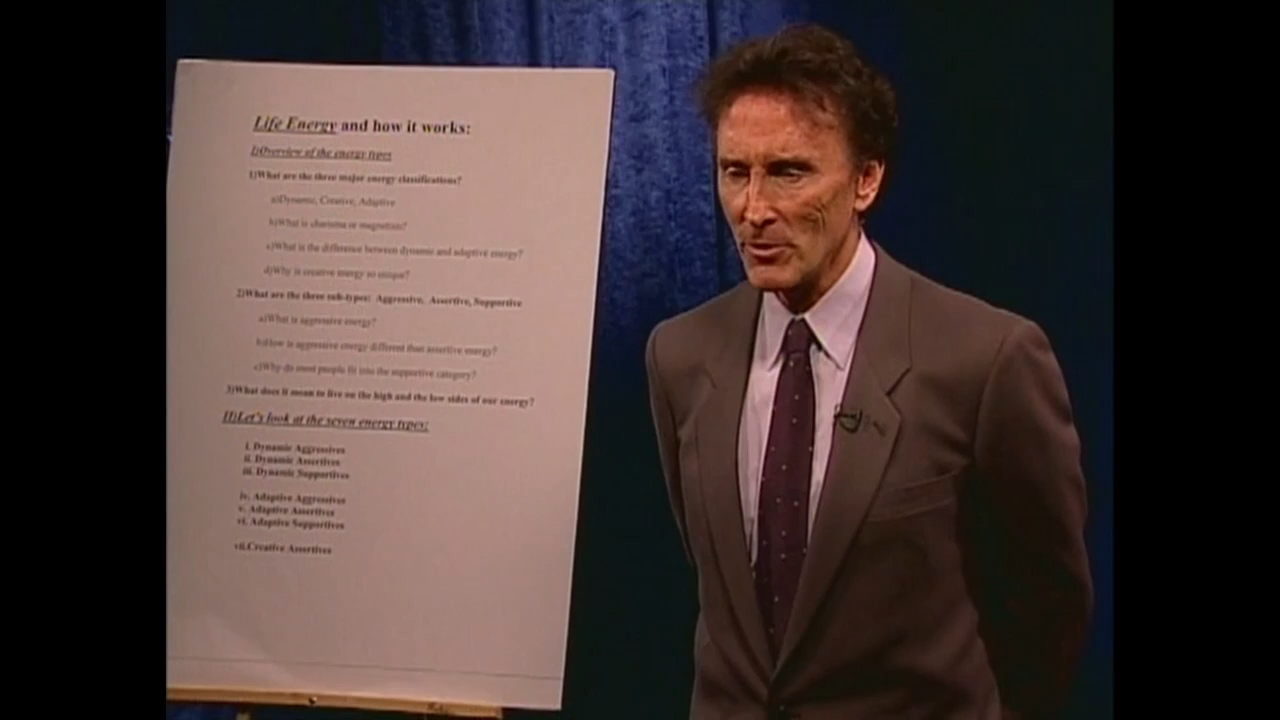 Life Energy and how it works:
I)Overview of the energy types
1)What are the three major energy classifications?
a)Dynamic, Creative, Adaptive
b)What is charisma or magnetism?
c)What is the difference between dynamic and adaptive energy?
d)Why is creative energy so unique?
2)What are the three sub-types: Aggressive, Assertive, Supportive
a)What is aggressive energy?
b)How is aggressive energy different than assertive energy?
c)Why do most people fit into the supportive category?
3)What does it mean to live on the high and the low sides of our energy?
II)Let's look at the seven energy types:
i. Dynamic Aggressives
ii. Dynamic Assertives
iii. Dynamic Supportives
iv. Adaptive Aggressives
v. Adaptive Assertives
vi. Adaptive Supportives
vii.Creative Assertives